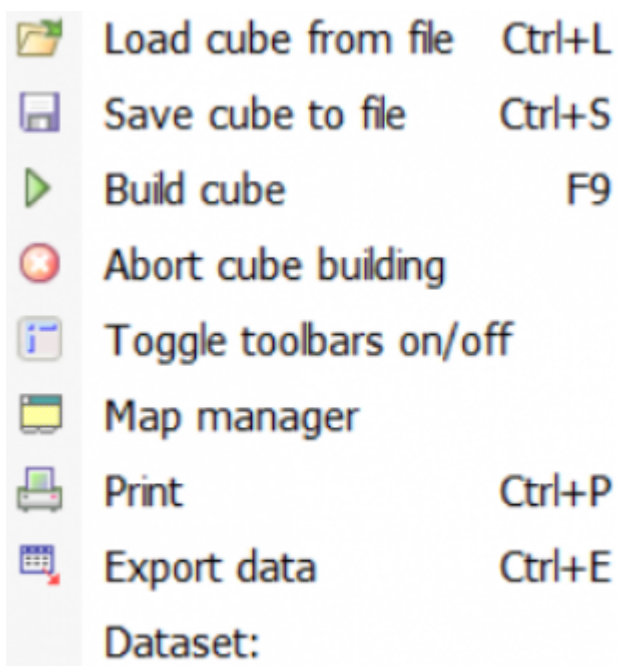 Load cube from file Ctrl+L
Save cube to file Ctrl+S
Build cube F9
Abort cube building
Toggle toolbars on/off
Map manager
Print Ctrl+P
Export data Ctrl+E
Dataset: